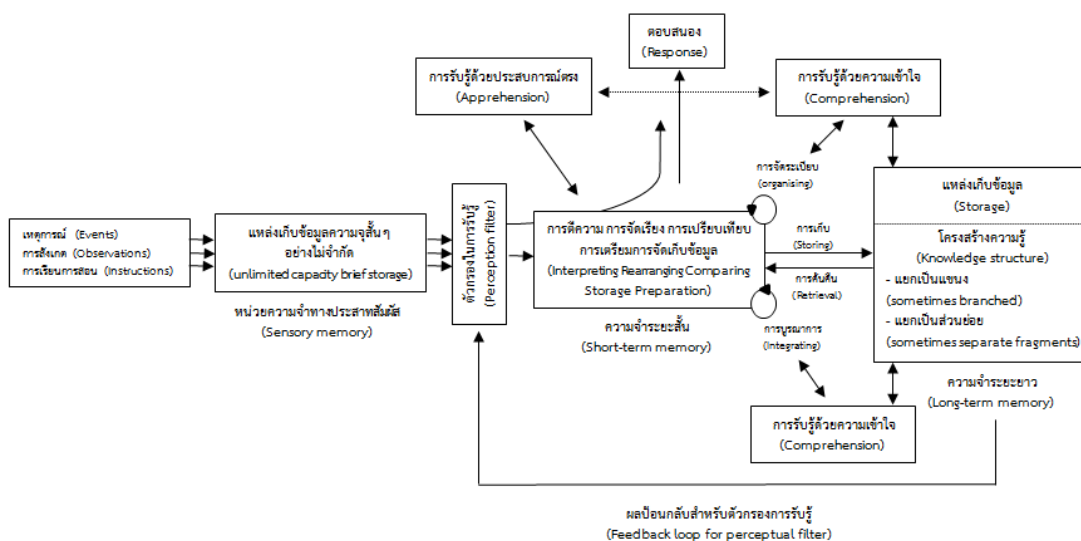 ตอบสนอง
(Response)
การรับรู้ด้วยประสบการณ์ตรง
(Apprehension)
การรับรู้ด้วยความเข้าใจ
(Comprehension)
การจัดระเบียบ
(organising)
เหตุการณ์ (Events)
การสังเกต (Observations)
การเรียนการสอน (Instructions)
แหล่งเก็บข้อมูลความจุสั้น ๆ
อย่างไม่จำกัด
(unlimited capacity brief storage)
หน่วยความจำทางประสาทสัมผัส
(Sensory memory)
ตัวกรองในการรับรู้
(Perception filter)
การตีความ การจัดเรียง การเปรียบเทียบ
การเตรียมการจัดเก็บข้อมูล
(Interpreting Rearranging Comparing
Storage Preparation)
ความจำระยะสั้น
(Short-term memory)
การเก็บ
(Storing)
การค้นคืน
(Retrieval)
การบูรณาการ
(Integrating)
แหล่งเก็บข้อมูล
(Storage)
โครงสร้างความรู้
(Knowledge structure)
- แยกเป็นแขนง
(sometimes branched)
- แยกเป็นส่วนย่อย
(sometimes separate fragments)
ความจำระยะยาว
(Long-term memory)
การรับรู้ด้วยความเข้าใจ
(Comprehension)
ผลป้อนกลับสำหรับตัวกรองการรับรู้
(Feedback loop for perceptual filter)